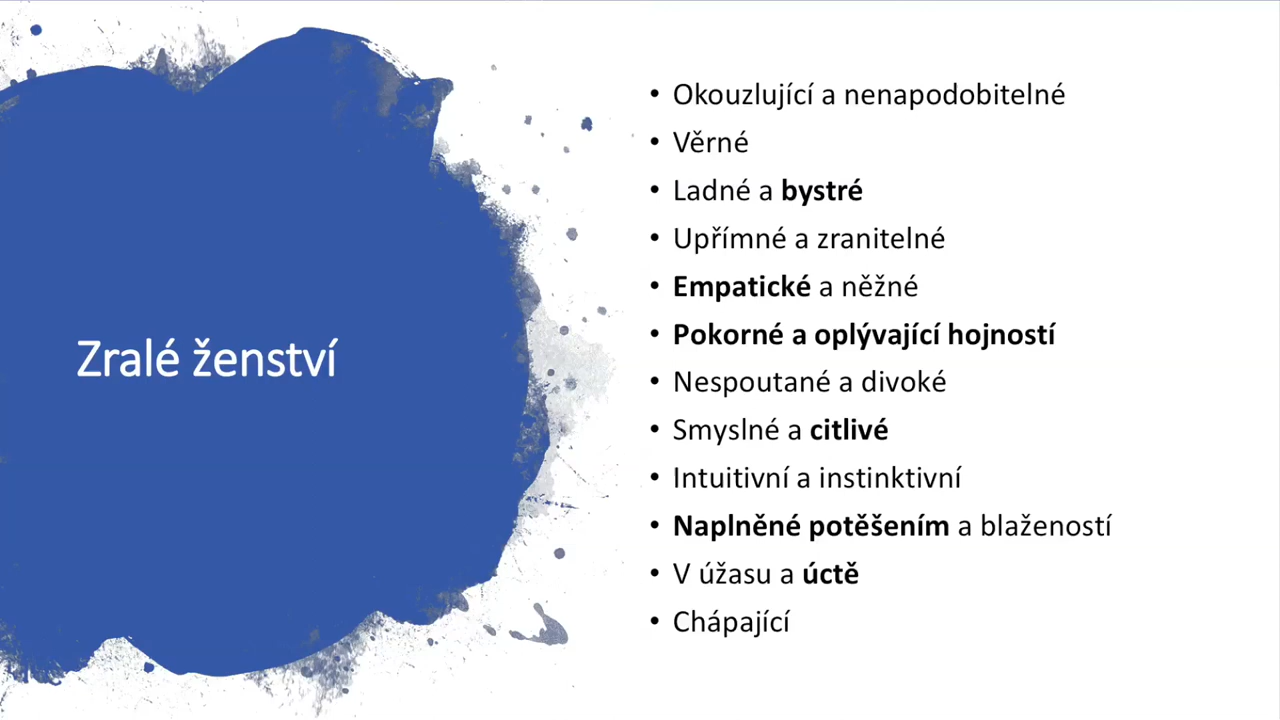 Zralé ženství
• Okouzlující a nenapodobitelné
• Věrné
• Ladné a bystré
• Upřímné a zranitelné
• Empatické a něžné
• Pokorné a oplývající hojností
• Nespoutané a divoké
• Smyslné a citlivé
• Intuitivní a instinktivní
• Naplněné potěšením a blažeností
• V úžasu a úctě
• Chápající